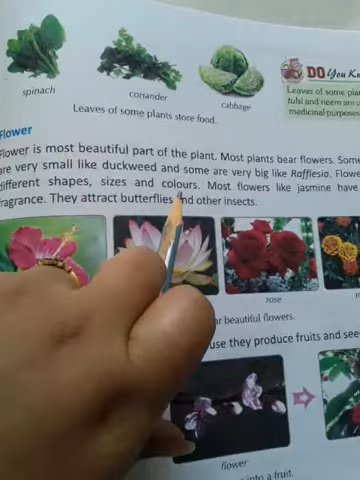 spinach
coriander
cabbage
Leaves of some plants store food.
DO You Kn
Leaves of some plan
tulsi and neem are u
medicinal purposes
Flower
Flower is most beautiful part of the plant. Most plants bear flowers. Some
are very small like duckweed and some are very big like Rafflesia. Flowe
different shapes, sizes and colours. Most flowers like jasmine have
fragrance. They attract butterflies and other insects.
rose
beautiful flowers.
use they produce fruits and see
flower
into a fruit.